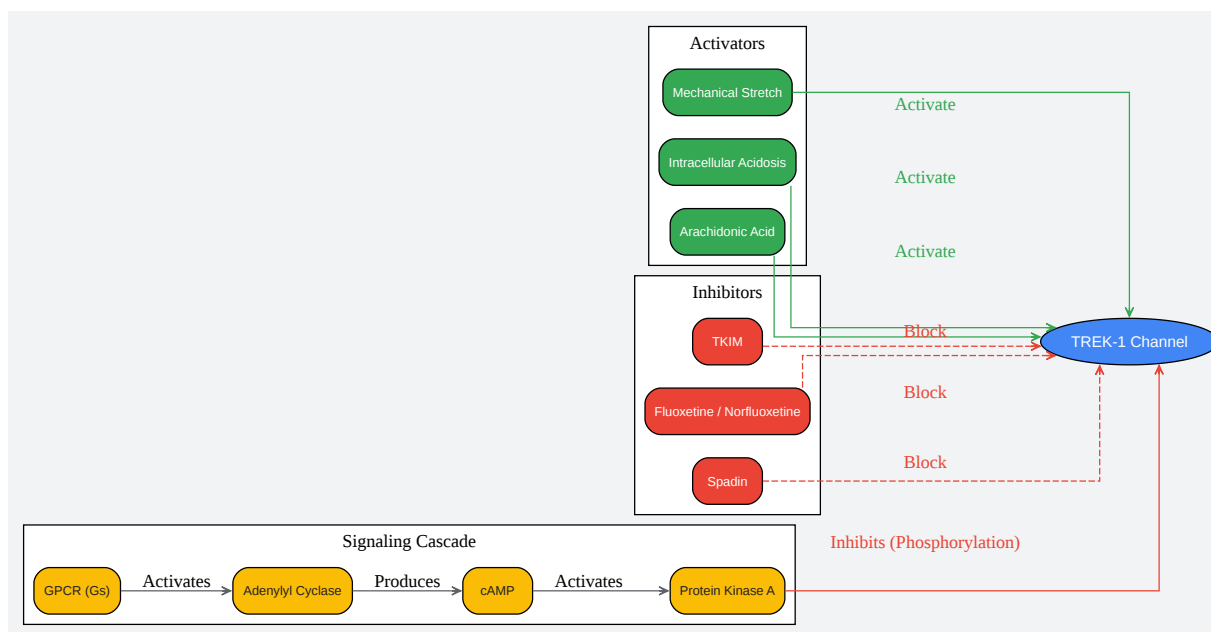 Activators
Mechanical Stretch
Activate
Intracellular Acidosis
Activate
Arachidonic Acid
Activate
Inhibitors
TKIM
Block
TREK-1 Channel
Fluoxetine / Norfluoxetine
Block
Spadin
Block
Signaling Cascade
Inhibits (Phosphorylation)
GPCR (Gs)
Activates
Adenylyl Cyclase
Produces
cAMP
Activates
Protein Kinase A